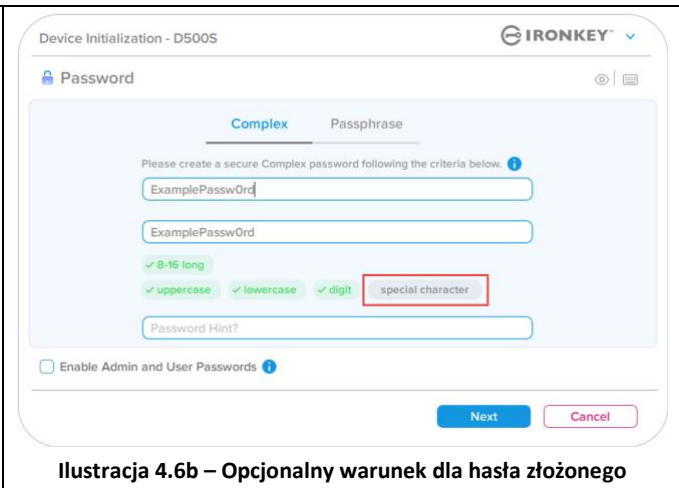 Device Initialization - D500S
IRONKEY™
Password
Complex Passphrase
Please create a secure Complex password following the criteria below.
ExamplePassw0rd
ExamplePassw0rd
✓ 8-16 long
✓ uppercase ✓ lowercase ✓ digit special character
Password Hint?
Enable Admin and User Passwords
Next Cancel
Ilustracja 4.6b – Opcjonalny warunek dla hasła złożonego